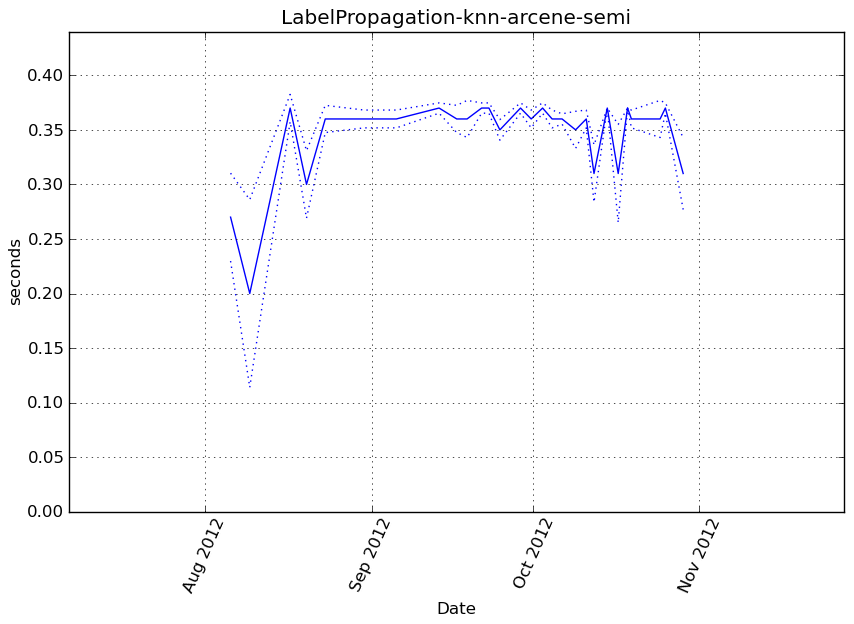 LabelPropagation-knn-arcene-semi
0.40
0.35
0.30
0.25
0.20
0.15
0.10
0.05
0.00
seconds
Aug 2012
Sep 2012
Oct 2012
Nov 2012
Date